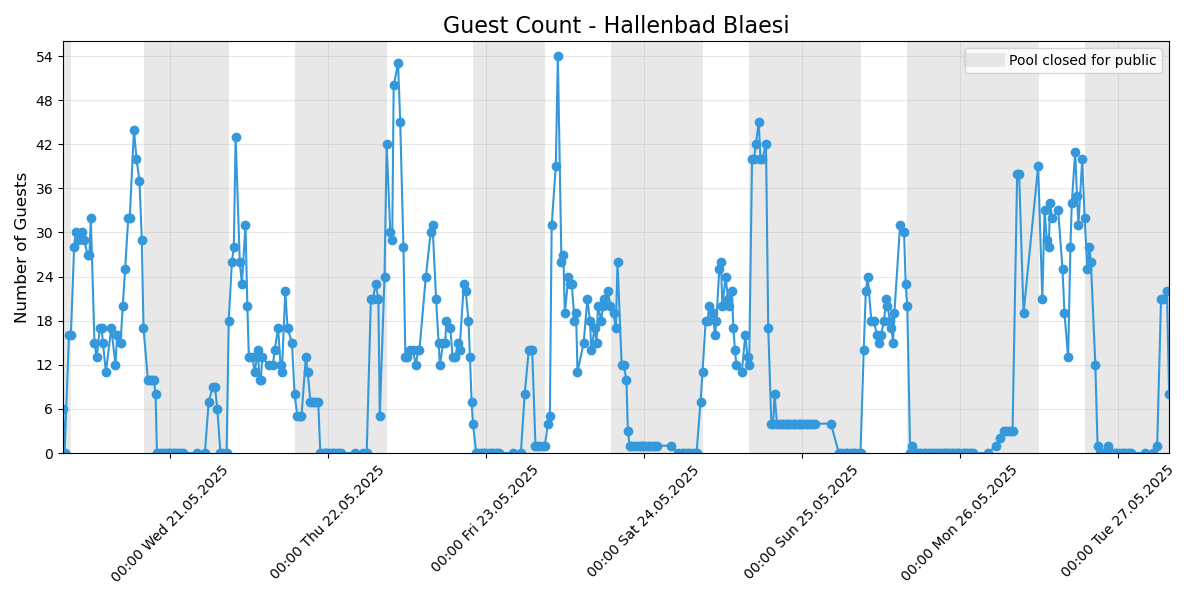 Guest Count - Hallenbad Blaesi
Pool closed for public
Number of Guests
54
48
42
36
30
24
18
12
6
0
00:00 Wed 21.05.2025
00:00 Thu 22.05.2025
00:00 Fri 23.05.2025
00:00 Sat 24.05.2025
00:00 Sun 25.05.2025
00:00 Mon 26.05.2025
00:00 Tue 27.05.2025